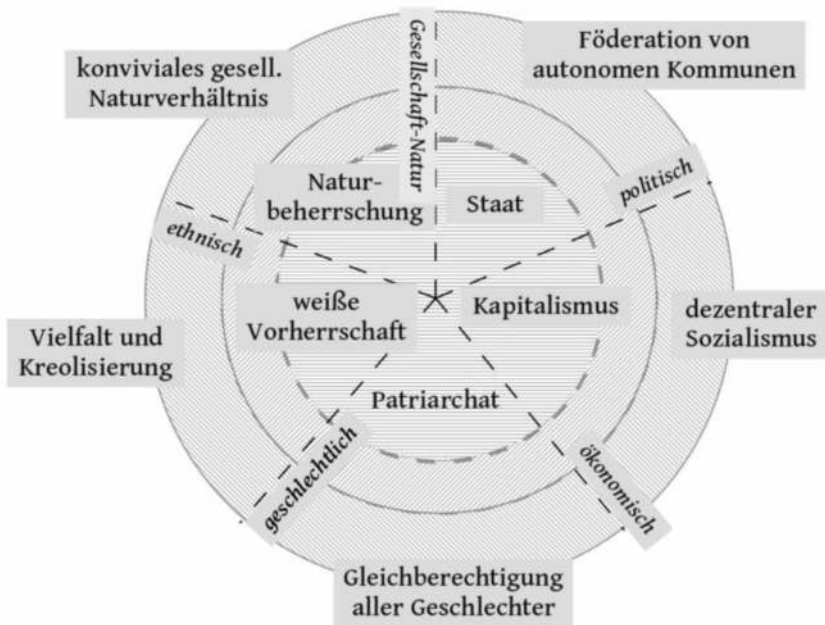 Gesellschaft-Natur
Föderation von
autonomen Kommunen
konviviales gesell.
Naturverhältnis
Natur-
beherrschung
Staat
politisch
ethnisch
weiße
Vorherrschaft
Kapitalismus
dezentraler
Sozialismus
Vielfalt und
Kreolisierung
Patriarchat
geschlechtlich
ökonomisch
Gleichberechtigung
aller Geschlechter